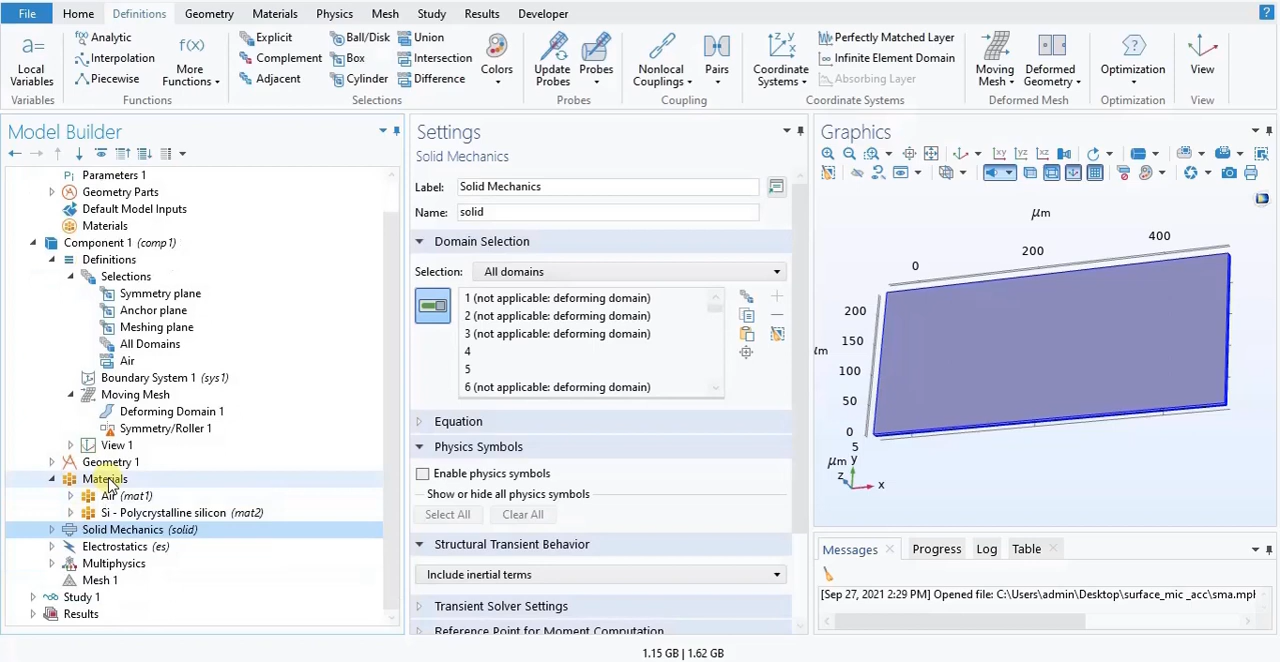 File Home Definitions Geometry Materials Physics Mesh Study Results Developer ?
a= Local Variables
Variables
Analytic
Interpolation
Piecewise
f(x) More Functions
Functions
Explicit
Complement
Adjacent
Ball/Disk
Box
Cylinder
Union
Intersection
Difference
Colors
Selections
Update Probes
Probes
Probes
Nonlocal Couplings
Pairs
Coupling
Coordinate Systems
Perfectly Matched Layer
Infinite Element Domain
Absorbing Layer
Coordinate Systems
Moving Mesh
Deformed Geometry
Deformed Mesh
Optimization
Optimization
View
View
Model Builder
Parameters 1
Geometry Parts
Default Model Inputs
Materials
Component 1 (comp1)
Definitions
Selections
Symmetry plane
Anchor plane
Meshing plane
All Domains
Air
Boundary System 1 (sys1)
Moving Mesh
Deforming Domain 1
Symmetry/Roller 1
View 1
Geometry 1
Materials
Air (mat1)
Si - Polycrystalline silicon (mat2)
Solid Mechanics (solid)
Electrostatics (es)
Multiphysics
Mesh 1
Study 1
Results
Settings
Solid Mechanics
Label: Solid Mechanics
Name: solid
Domain Selection
Selection: All domains
1 (not applicable: deforming domain)
2 (not applicable: deforming domain)
3 (not applicable: deforming domain)
4
5
6 (not applicable: deforming domain)
Equation
Physics Symbols
Enable physics symbols
Show or hide all physics symbols
Select All Clear All
Structural Transient Behavior
Include inertial terms
Transient Solver Settings
Reference Point for Moment Computation
Graphics
xy yz xz
µm
0 200 400
200
150
100
50
0
5
µm
µm
y
z
x
Messages Progress Log Table
[Sep 27, 2021 2:29 PM] Opened file: C:\Users\admin\Desktop\surface_mic _acc\sma.mph
1.15 GB | 1.62 GB